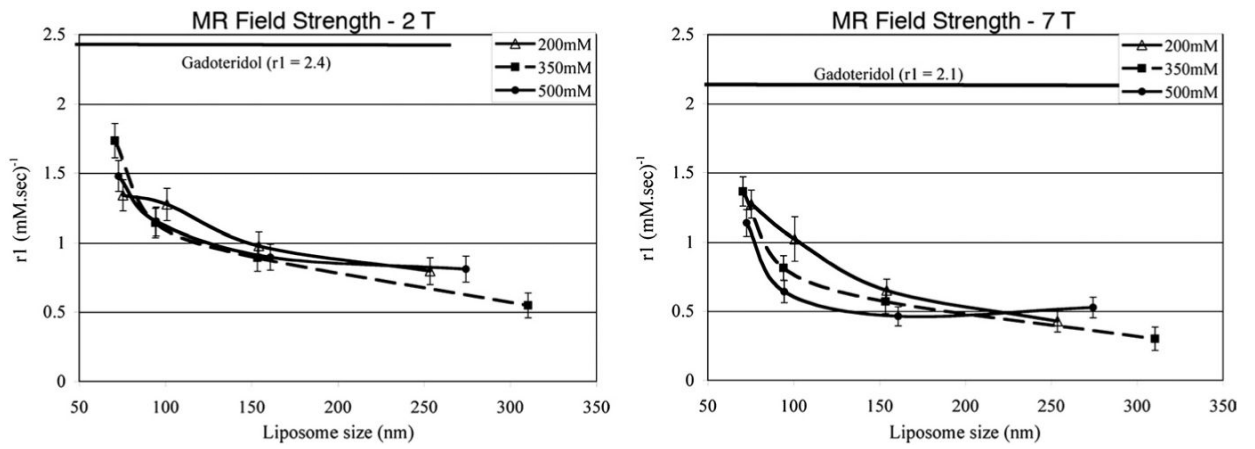 MR Field Strength - 2 T
2.5
2
1.5
1
0.5
0
r1 (mM.sec)-1
Gadoteridol (r1 = 2.4)
200mM
350mM
500mM
50 100 150 200 250 300 350
Liposome size (nm)
MR Field Strength - 7 T
2.5
2
1.5
1
0.5
0
r1 (mM.sec)-1
Gadoteridol (r1 = 2.1)
200mM
350mM
500mM
50 100 150 200 250 300 350
Liposome size (nm)